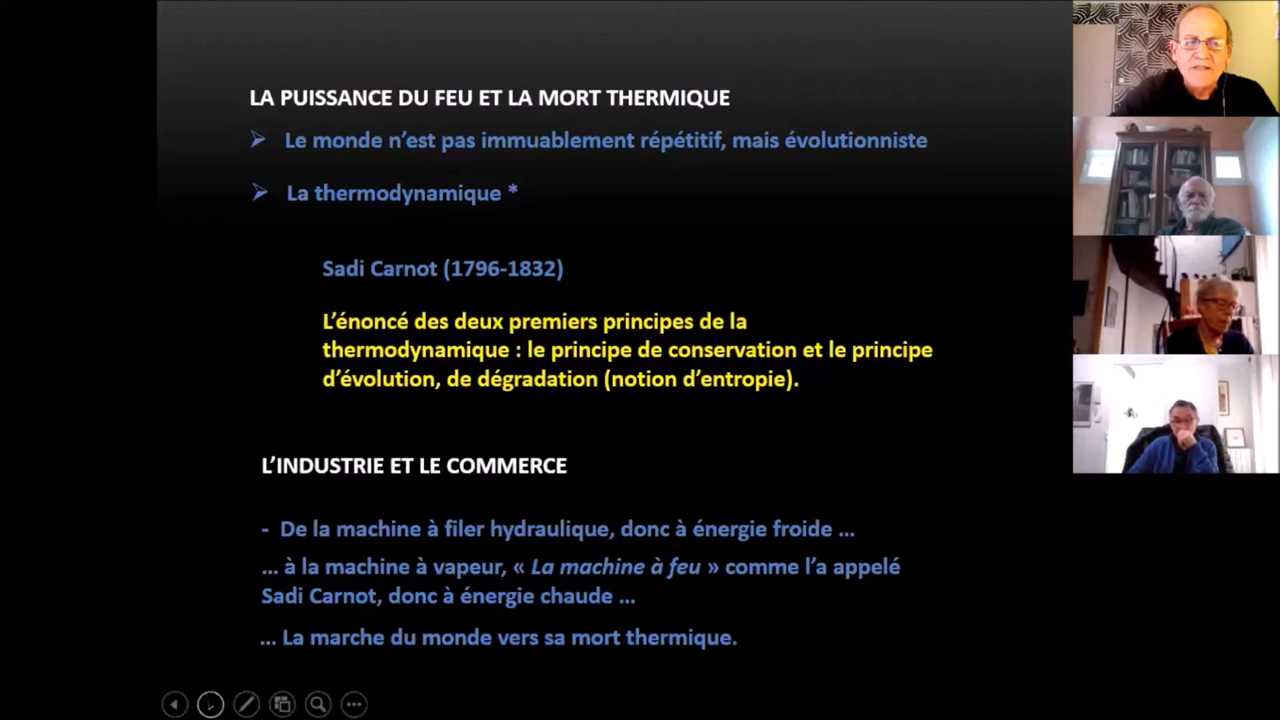 LA PUISSANCE DU FEU ET LA MORT THERMIQUE
➢ Le monde n’est pas immuablement répétitif, mais évolutionniste
➢ La thermodynamique *
Sadi Carnot (1796-1832)
L’énoncé des deux premiers principes de la
thermodynamique : le principe de conservation et le principe
d’évolution, de dégradation (notion d’entropie).
L’INDUSTRIE ET LE COMMERCE
- De la machine à filer hydraulique, donc à énergie froide ...
... à la machine à vapeur, « La machine à feu » comme l’a appelé
Sadi Carnot, donc à énergie chaude ...
... La marche du monde vers sa mort thermique.